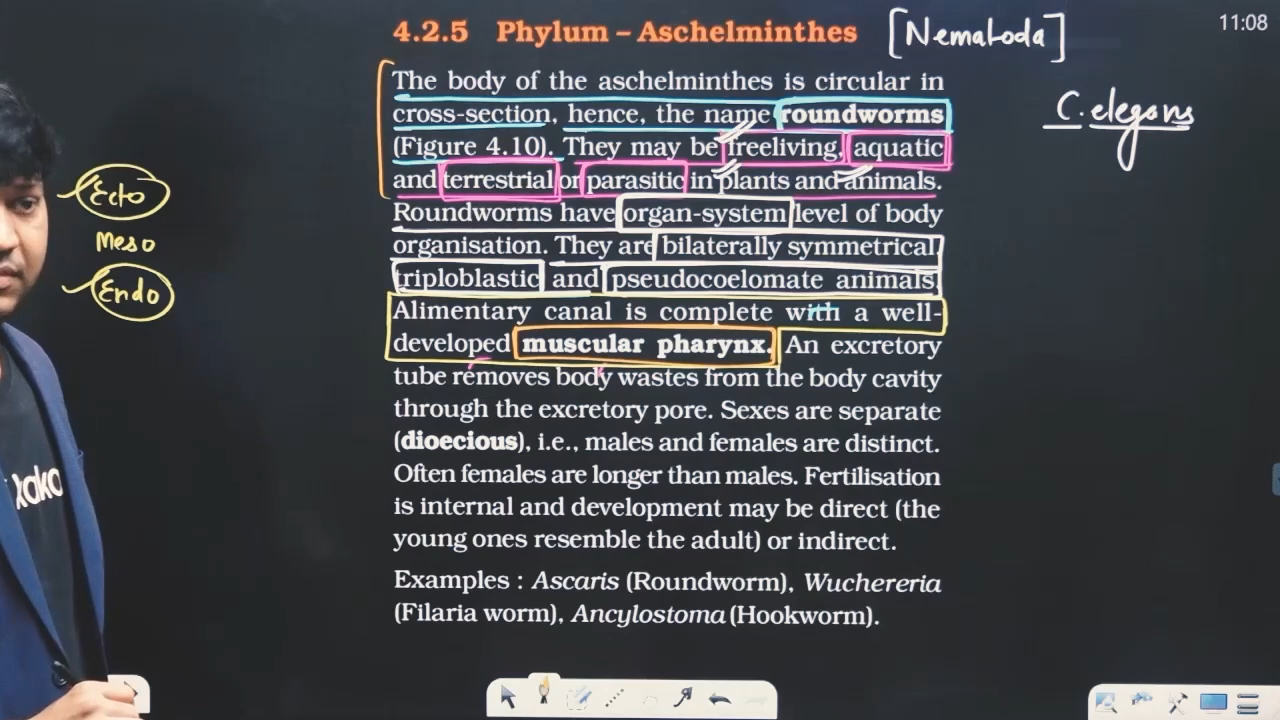 4.2.5 Phylum – Aschelminthes [Nematoda]
11:08
The body of the aschelminthes is circular in
cross-section, hence, the name roundworms
(Figure 4.10). They may be freeliving, aquatic
and terrestrial or parasitic in plants and animals.
Roundworms have organ-system level of body
organisation. They are bilaterally symmetrical,
triploblastic and pseudocoelomate animals.
Alimentary canal is complete with a well-
developed muscular pharynx. An excretory
tube removes body wastes from the body cavity
through the excretory pore. Sexes are separate
(dioecious), i.e., males and females are distinct.
Often females are longer than males. Fertilisation
is internal and development may be direct (the
young ones resemble the adult) or indirect.
Examples : Ascaris (Roundworm), Wuchereria
(Filaria worm), Ancylostoma (Hookworm).
C. elegans
Ecto
Meso
Endo